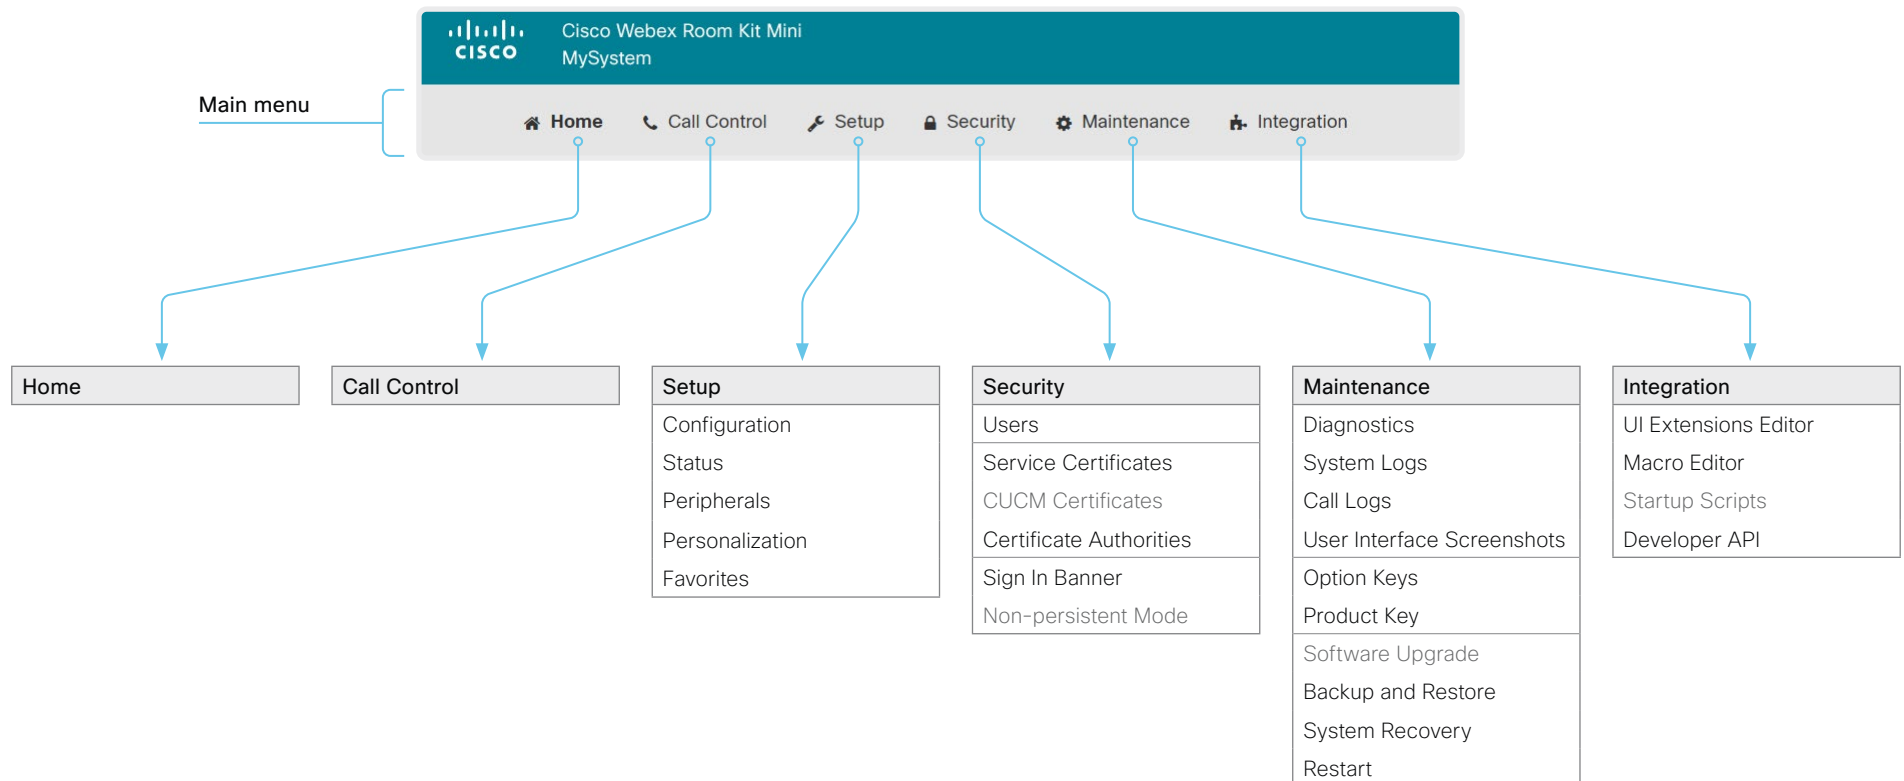 CISCO
Cisco Webex Room Kit Mini
MySystem
Main menu
Home Call Control Setup Security Maintenance Integration
Home
Call Control
Setup
Configuration
Status
Peripherals
Personalization
Favorites
Security
Users
Service Certificates
CUCM Certificates
Certificate Authorities
Sign In Banner
Non-persistent Mode
Maintenance
Diagnostics
System Logs
Call Logs
User Interface Screenshots
Option Keys
Product Key
Software Upgrade
Backup and Restore
System Recovery
Restart
Integration
UI Extensions Editor
Macro Editor
Startup Scripts
Developer API